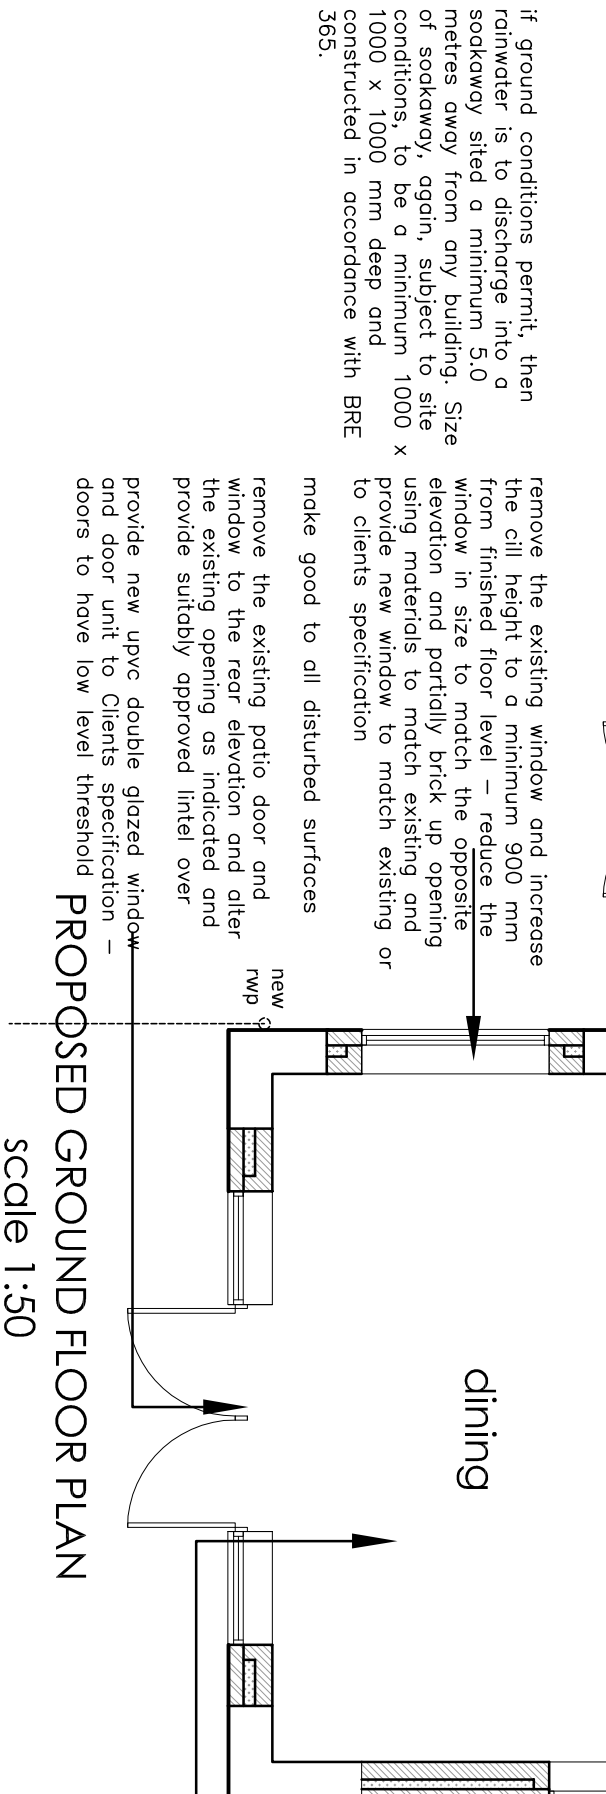 if ground conditions permit, then
rainwater is to discharge into a
soakaway sited a minimum 5.0
metres away from any building. Size
of soakaway, again, subject to site
conditions, to be a minimum 1000 x
1000 x 1000 mm deep and
constructed in accordance with BRE
365.
remove the existing window and increase
the cill height to a minimum 900 mm
from finished floor level – reduce the
window in size to match the opposite
elevation and partially brick up opening
using materials to match existing and
provide new window to match existing or
to clients specification
make good to all disturbed surfaces
remove the existing patio door and
window to the rear elevation and alter
the existing opening as indicated and
provide suitably approved lintel over
provide new upvc double glazed window
and door unit to Clients specification –
doors to have low level threshold
new
rwp
dining
PROPOSED GROUND FLOOR PLAN
scale 1:50